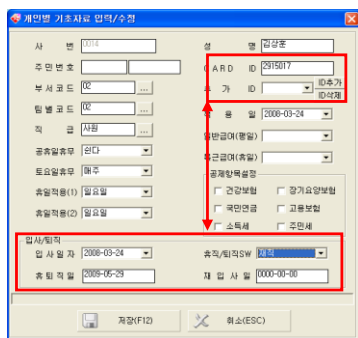 개인별 기초자료 입력/수정
사 번 0014 성 명 김상훈
주민번호 CARD ID 2915017
부서코드 02 ... 추 가 ID ID추가 ID삭제
팀별코드 02 ... 적 용 일 2008-03-24
직 급 사원 ... 일반급여(평일)
공휴일휴무 쉰다 특근급여(휴일)
토요일휴무 매주 공제항목설정
휴일적용(1) 일요일 건강보험 장기요양보험
휴일적용(2) 일요일 국민연금 고용보험
소득세 주민세
입사/퇴직
입 사 일 자 2008-03-24 휴직/퇴직SW 재직
휴 퇴 직 일 2009-05-29 재 입 사 일 0000-00-00
저장(F12) 취소(ESC)